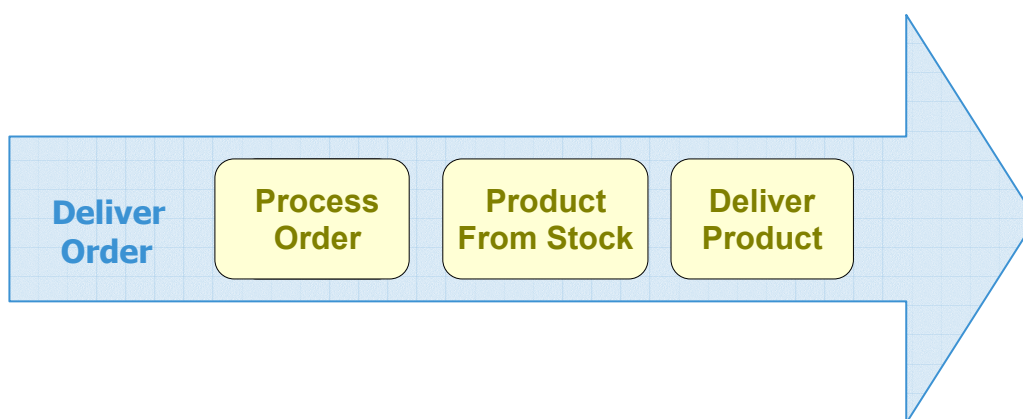 Deliver
Order
Process
Order
Product
From Stock
Deliver
Product